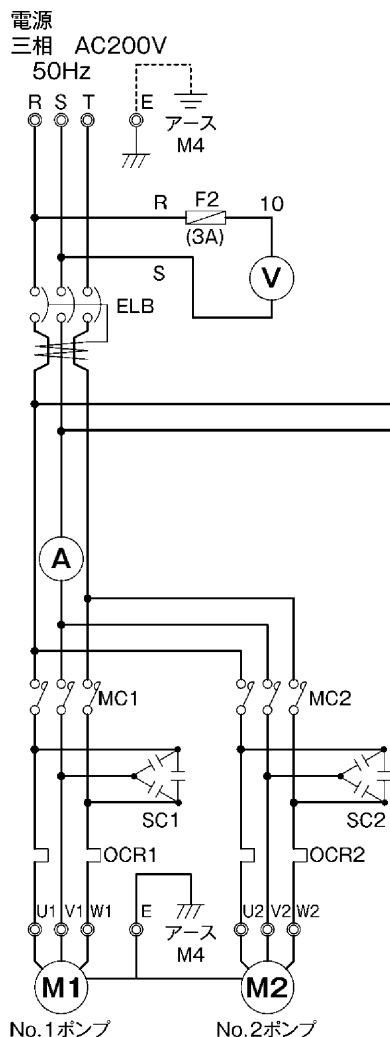 電源
三相 AC200V
50Hz
R S T E
アース
M4
R F2 10
(3A)
S
V
ELB
A
MC1 MC2
SC1 SC2
OCR1 OCR2
U1 V1 W1 E U2 V2 W2
アース
M4
M1 M2
No.1ポンプ No.2ポンプ